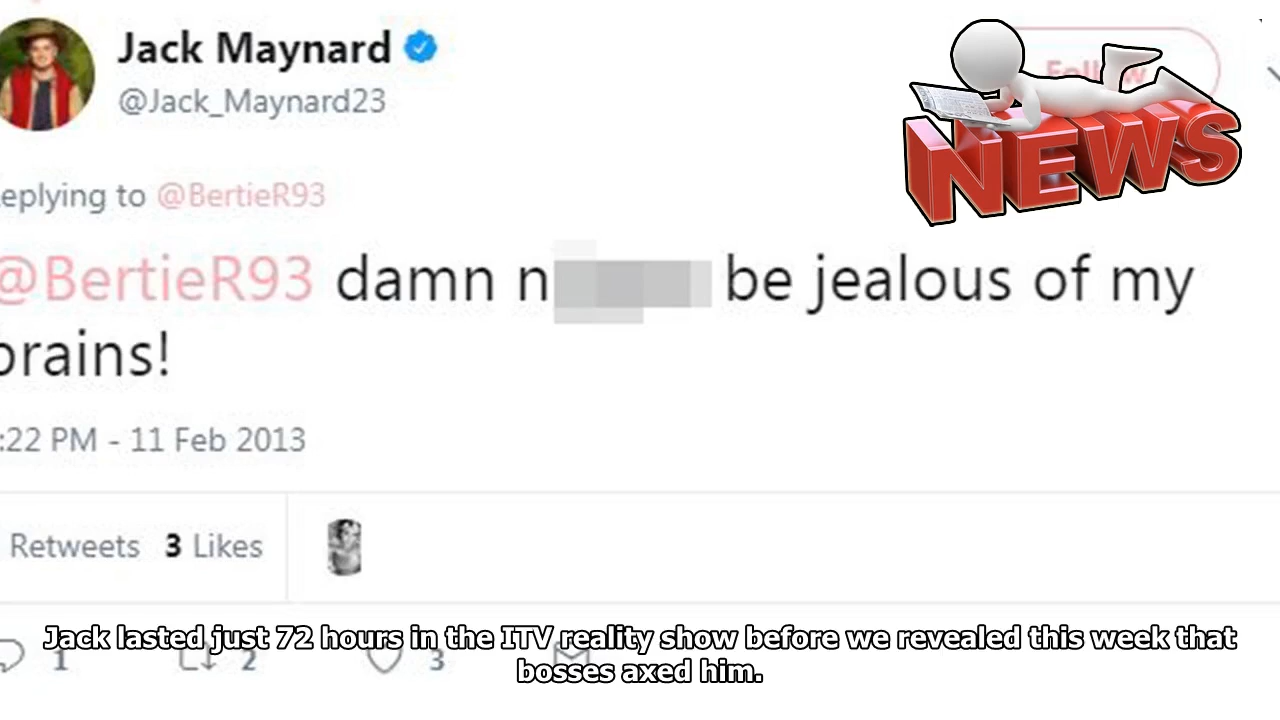 Jack Maynard
@Jack_Maynard23
Follow
NEWS
eplying to @BertieR93
@BertieR93 damn n be jealous of my
brains!
:22 PM - 11 Feb 2013
Retweets 3 Likes
1 2 3
Jack lasted just 72 hours in the ITV reality show before we revealed this week that
bosses axed him.